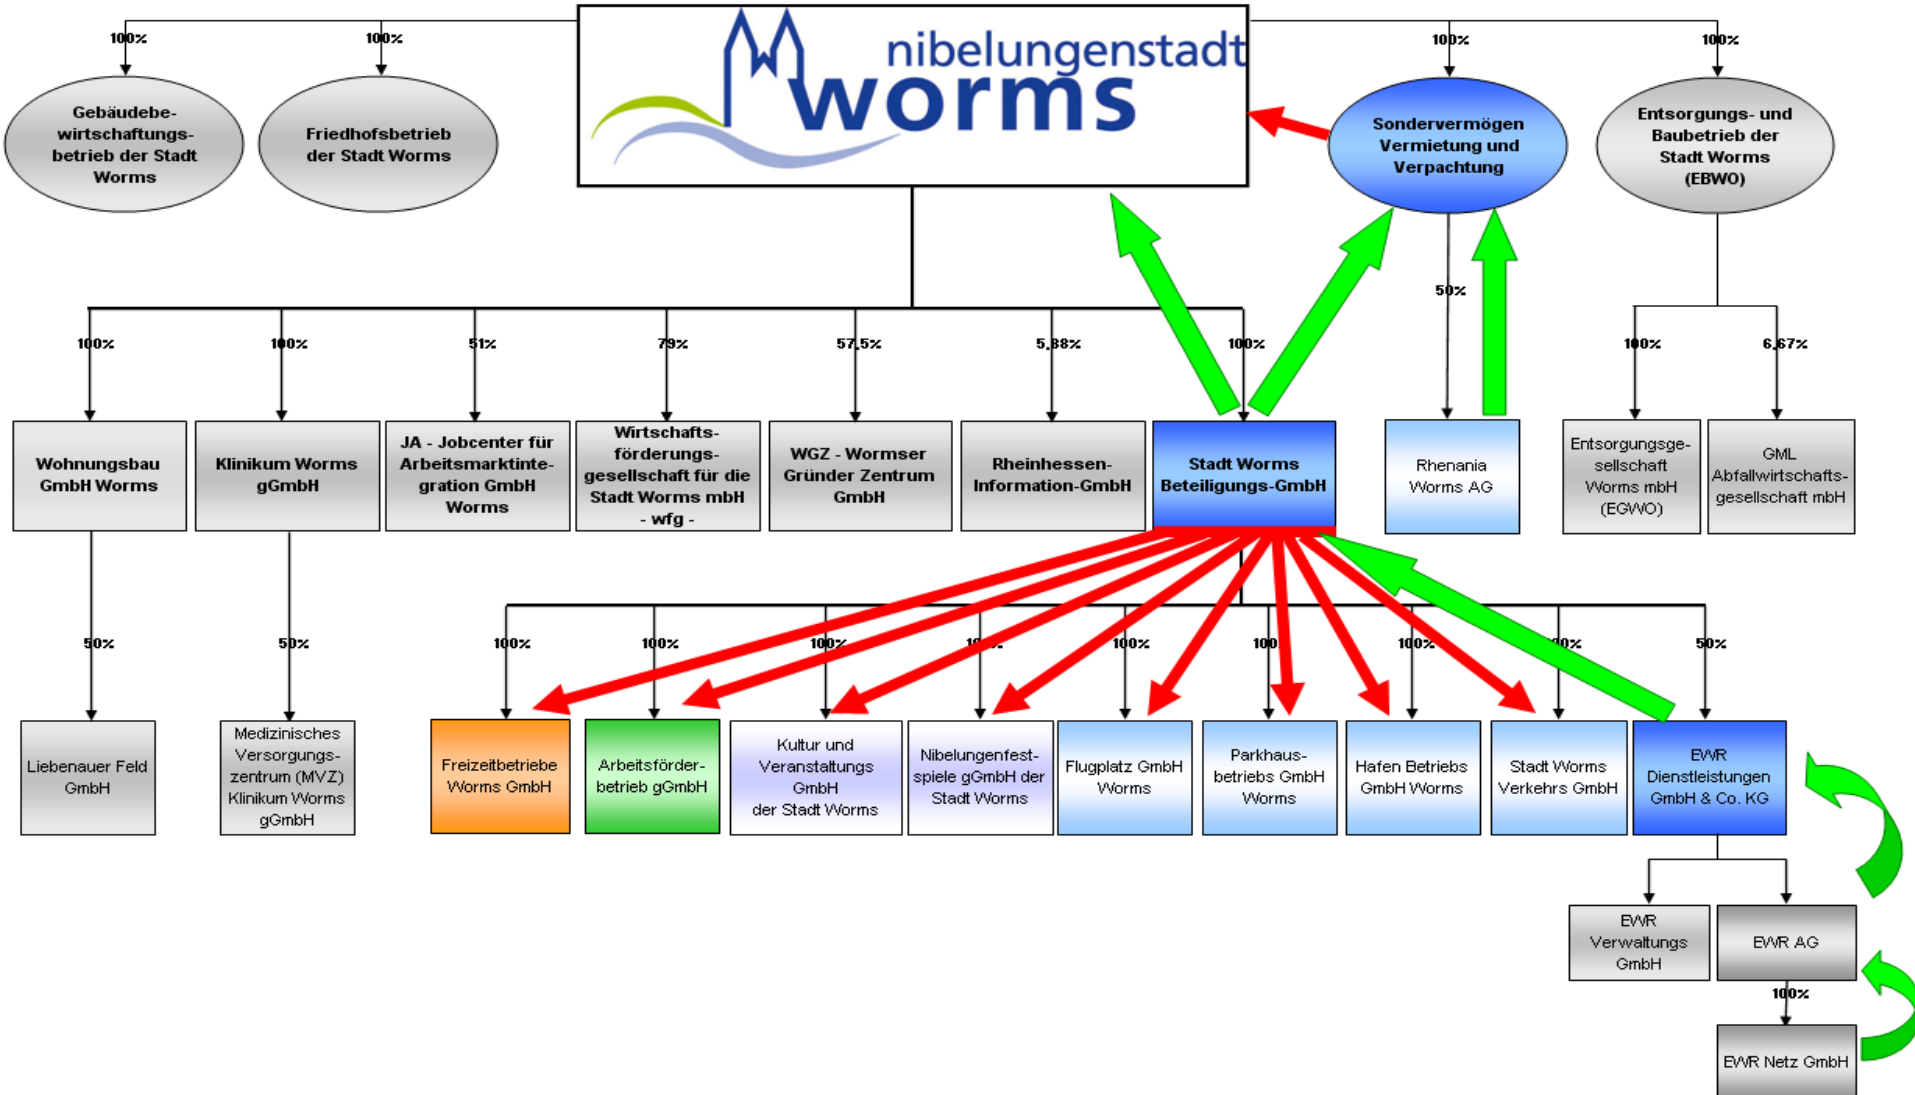 100%
100%
nibelungenstadt
worms
100%
100%
Gebäudebe-
wirtschaftungs-
betrieb der Stadt
Worms
Friedhofsbetrieb
der Stadt Worms
Sondervermögen
Vermietung und
Verpachtung
Entsorgungs- und
Baubetrieb der
Stadt Worms
(EBWO)
50%
100%
100%
51%
79%
57,5%
5,88%
100%
100%
6,67%
Wohnungsbau
GmbH Worms
Klinikum Worms
gGmbH
JA - Jobcenter für
Arbeitsmarktinte-
gration GmbH
Worms
Wirtschafts-
förderungs-
gesellschaft für die
Stadt Worms mbH
- wfg -
WGZ - Wormser
Gründer Zentrum
GmbH
Rheinhessen-
Information-GmbH
Stadt Worms
Beteiligungs-GmbH
Rhenania
Worms AG
Entsorgungsge-
sellschaft
Worms mbH
(EGWO)
GML
Abfallwirtschafts-
gesellschaft mbH
50%
50%
100%
100%
100%
100%
100%
100%
50%
Liebenauer Feld
GmbH
Medizinisches
Versorgungs-
zentrum (MVZ)
Klinikum Worms
gGmbH
Freizeitbetriebe
Worms GmbH
Arbeitsförder-
betrieb gGmbH
Kultur und
Veranstaltungs
GmbH
der Stadt Worms
Nibelungenfest-
spiele gGmbH der
Stadt Worms
Flugplatz GmbH
Worms
Parkhaus-
betriebs GmbH
Worms
Hafen Betriebs
GmbH Worms
Stadt Worms
Verkehrs GmbH
EWR
Dienstleistungen
GmbH & Co. KG
EWR
Verwaltungs
GmbH
EWR AG
100%
EWR Netz GmbH